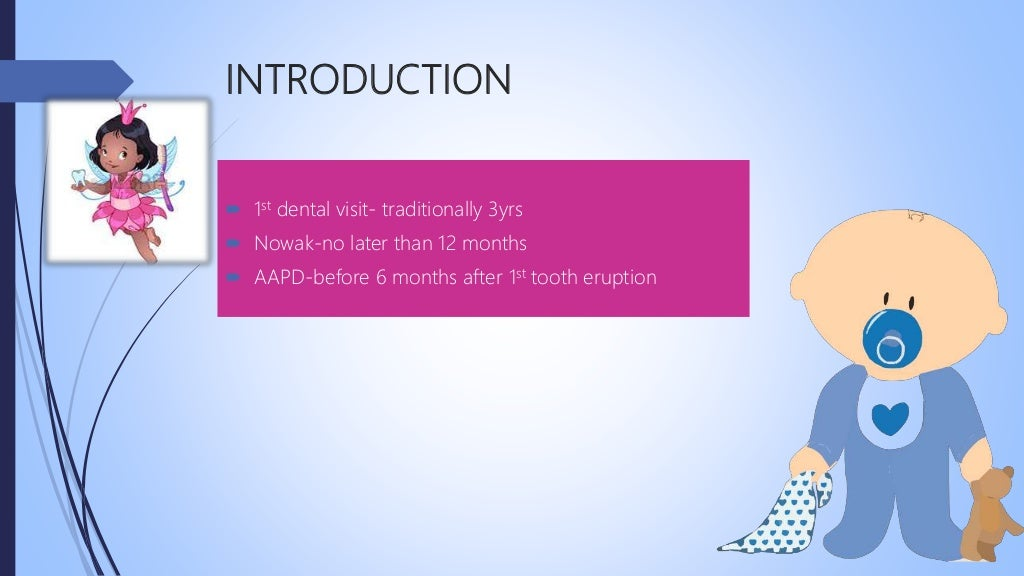 INTRODUCTION
1st dental visit- traditionally 3yrs
Nowak-no later than 12 months
AAPD-before 6 months after 1st tooth eruption